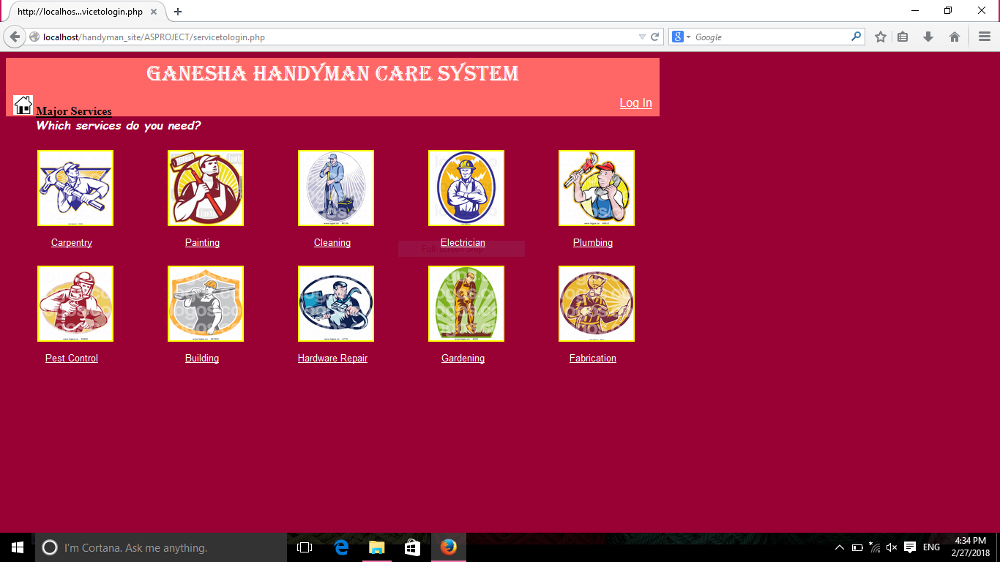 http://localhos...vicetologin.php
localhost/handyman_site/ASPROJECT/servicetologin.php
Google
GANESHA HANDYMAN CARE SYSTEM
Major Services
Log In
Which services do you need?
Carpentry
Painting
Cleaning
Electrician
Plumbing
Full-screen Snip
Pest Control
Building
Hardware Repair
Gardening
Fabrication
I'm Cortana. Ask me anything.
ENG
4:34 PM
2/27/2018